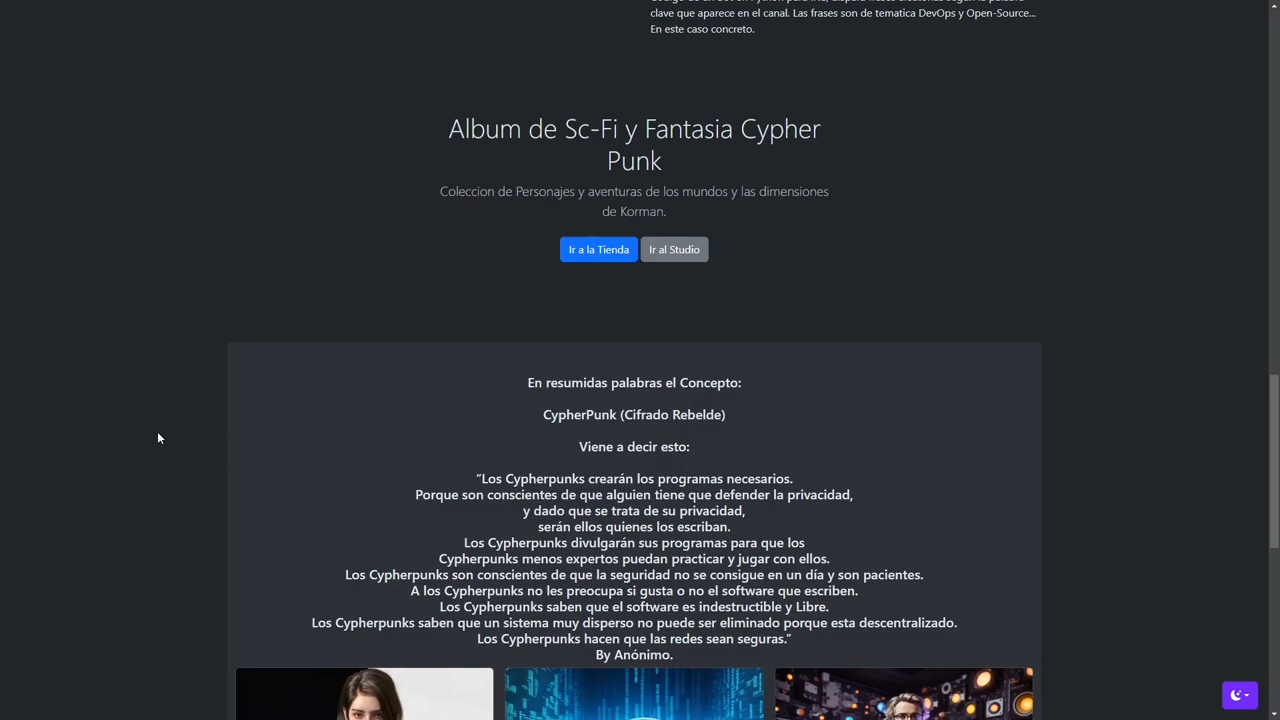 clave que aparece en el canal. Las frases son de tematica DevOps y Open-Source...
En este caso concreto.
Album de Sc-Fi y Fantasia Cypher
Punk
Coleccion de Personajes y aventuras de los mundos y las dimensiones
de Korman.
Ir a la Tienda Ir al Studio
En resumidas palabras el Concepto:
CypherPunk (Cifrado Rebelde)
Viene a decir esto:
“Los Cypherpunks crearán los programas necesarios.
Porque son conscientes de que alguien tiene que defender la privacidad,
y dado que se trata de su privacidad,
serán ellos quienes los escriban.
Los Cypherpunks divulgarán sus programas para que los
Cypherpunks menos expertos puedan practicar y jugar con ellos.
Los Cypherpunks son conscientes de que la seguridad no se consigue en un día y son pacientes.
A los Cypherpunks no les preocupa si gusta o no el software que escriben.
Los Cypherpunks saben que el software es indestructible y Libre.
Los Cypherpunks saben que un sistema muy disperso no puede ser eliminado porque esta descentralizado.
Los Cypherpunks hacen que las redes sean seguras.”
By Anónimo.